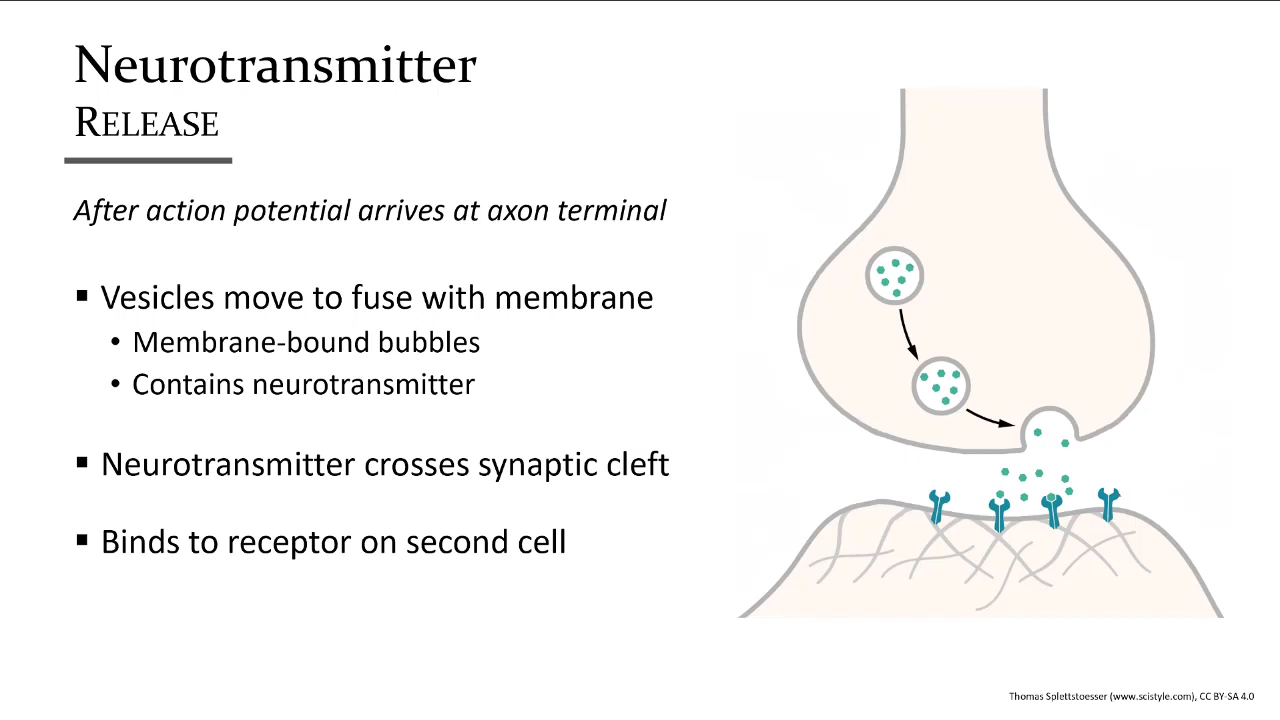 Neurotransmitter
RELEASE
After action potential arrives at axon terminal
▪ Vesicles move to fuse with membrane
• Membrane-bound bubbles
• Contains neurotransmitter
▪ Neurotransmitter crosses synaptic cleft
▪ Binds to receptor on second cell
Thomas Splettstoesser (www.scistyle.com), CC BY-SA 4.0